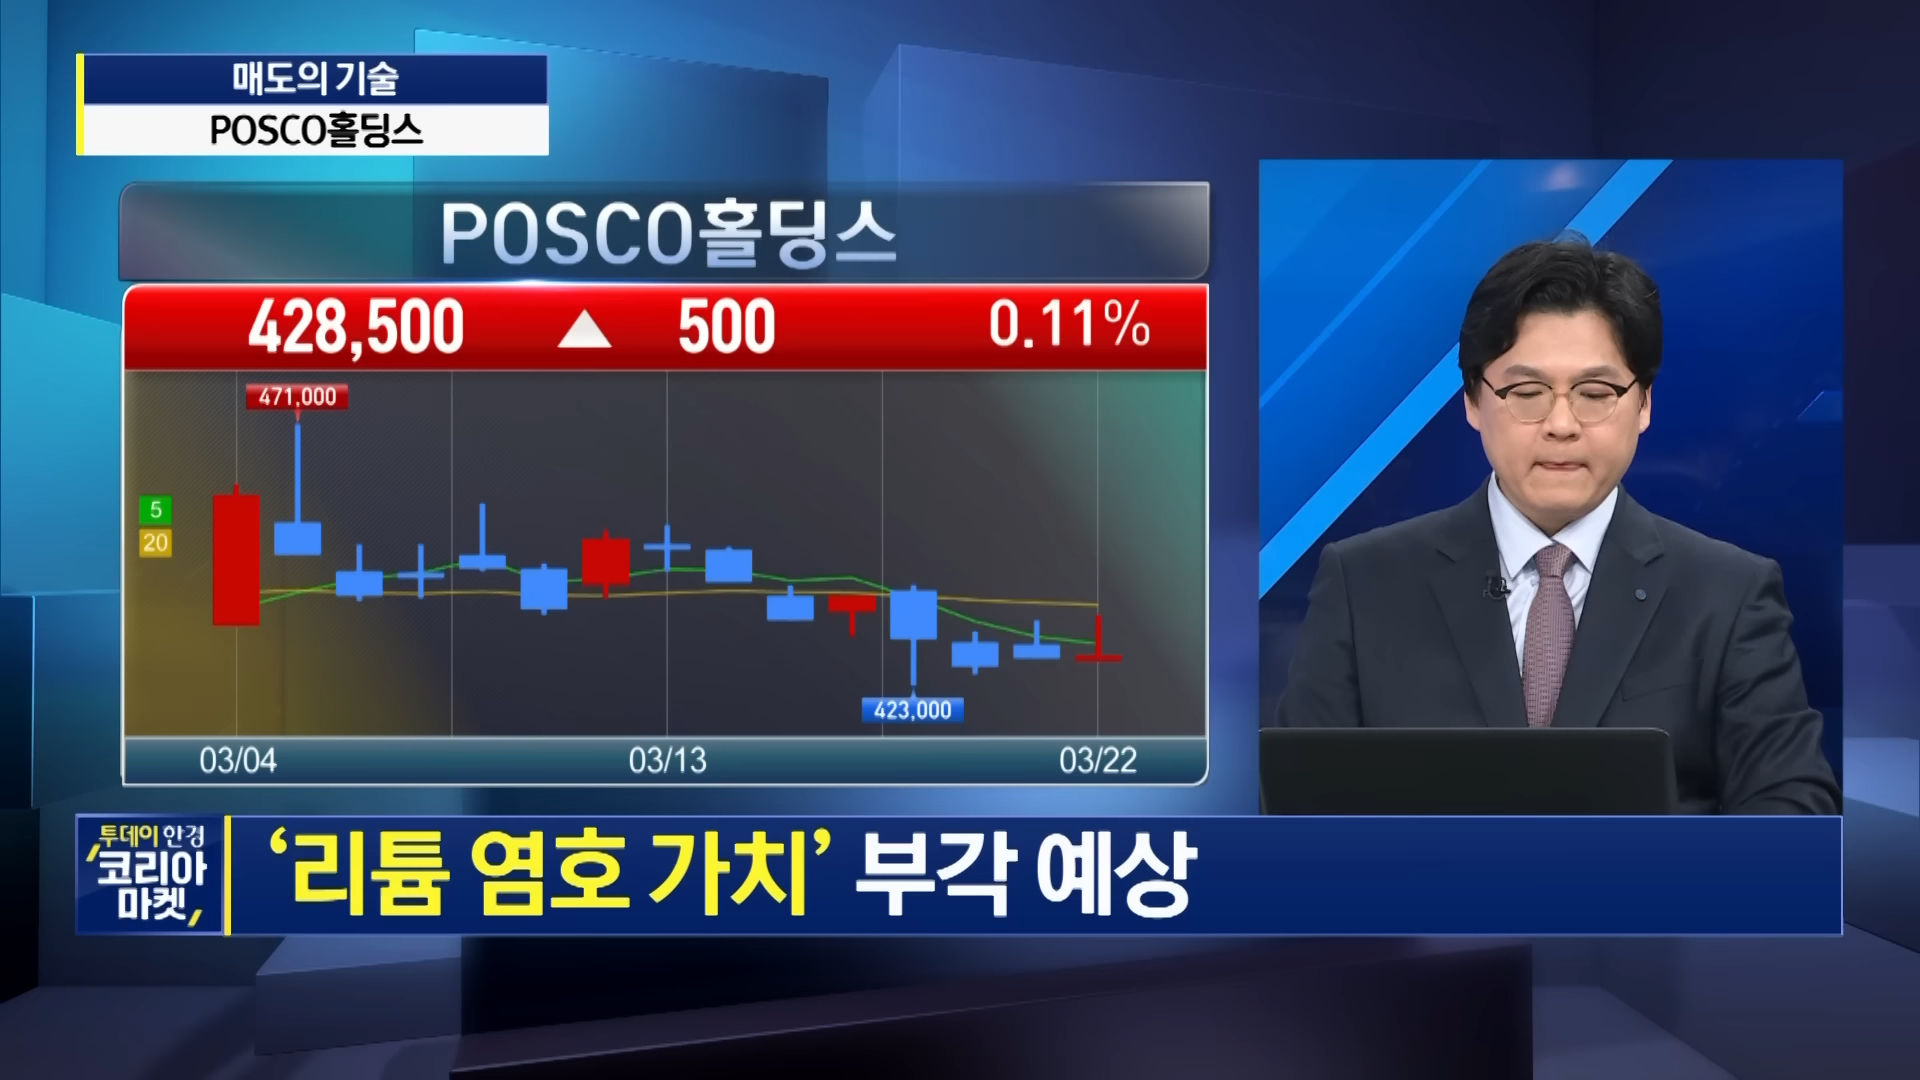 매도의 기술
POSCO홀딩스
POSCO홀딩스
428,500 ▲ 500 0.11%
471,000
5
20
423,000
03/04 03/13 03/22
투데이 한경
코리아
마켓
‘리튬 염호 가치’ 부각 예상